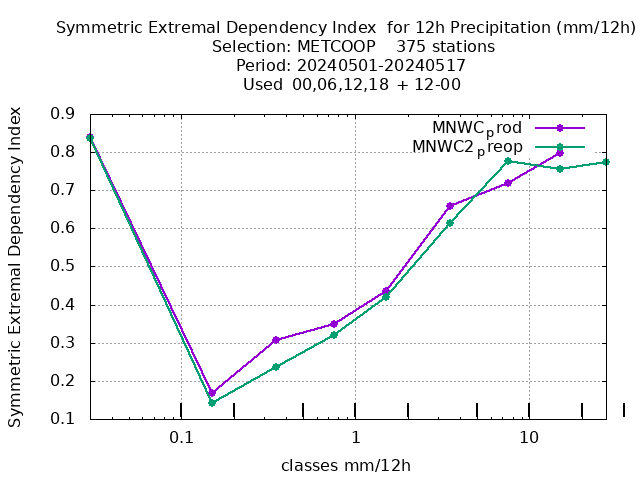 Symmetric Extremal Dependency Index  for 12h Precipitation (mm/12h)
Selection: METCOOP    375 stations
Period: 20240501-20240517
Used  00,06,12,18  + 12-00
Symmetric Extremal Dependency Index
0.9
0.8
0.7
0.6
0.5
0.4
0.3
0.2
0.1
MNWCprod
MNWC2preop
0.1
1
10
classes mm/12h